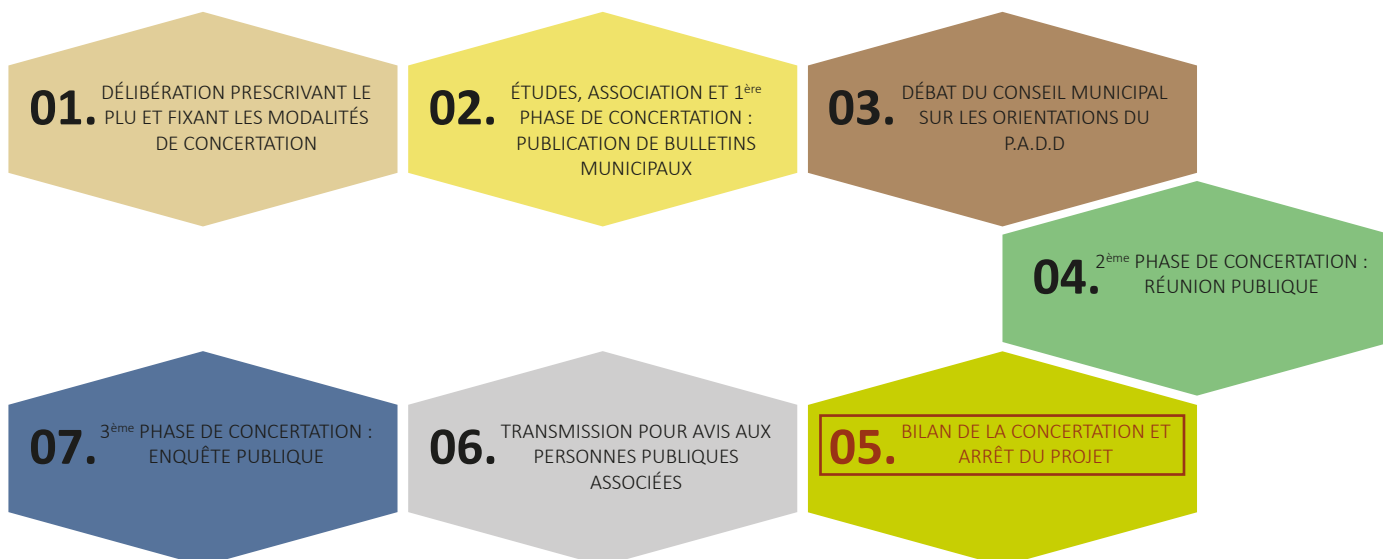 01. DÉLIBÉRATION PRESCRIVANT LE
PLU ET FIXANT LES MODALITÉS
DE CONCERTATION
02. ÉTUDES, ASSOCIATION ET 1ère
PHASE DE CONCERTATION :
PUBLICATION DE BULLETINS
MUNICIPAUX
03. DÉBAT DU CONSEIL MUNICIPAL
SUR LES ORIENTATIONS DU
P.A.D.D
04. 2ème PHASE DE CONCERTATION :
RÉUNION PUBLIQUE
05. BILAN DE LA CONCERTATION ET
ARRÊT DU PROJET
06. TRANSMISSION POUR AVIS AUX
PERSONNES PUBLIQUES
ASSOCIÉES
07. 3ème PHASE DE CONCERTATION :
ENQUÊTE PUBLIQUE